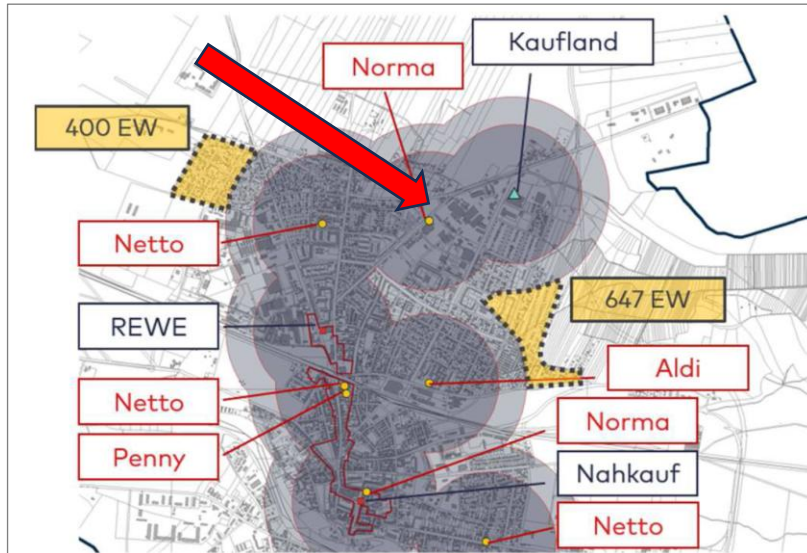 Kaufland
Norma
400 EW
Netto
647 EW
REWE
Aldi
Netto
Norma
Penny
Nahkauf
Netto